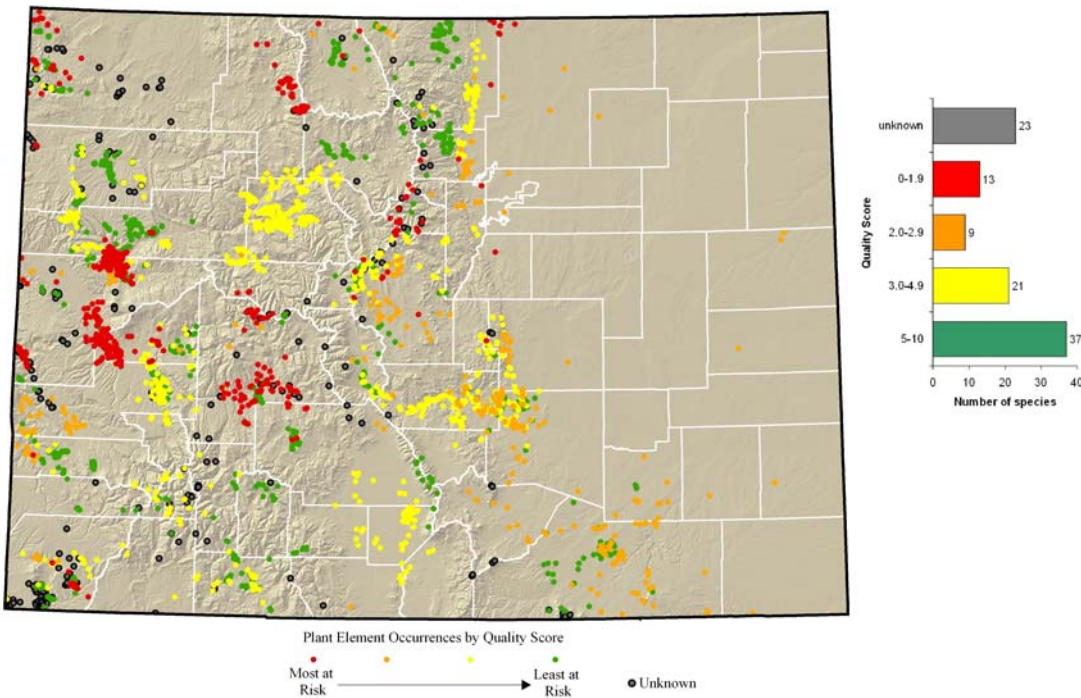 unknown
23
0-1.9
13
2.0-2.9
9
3.0-4.9
21
5-10
37
Quality Score
0 10 20 30 40
Number of species
Plant Element Occurrences by Quality Score
Most at Risk
Least at Risk
Unknown